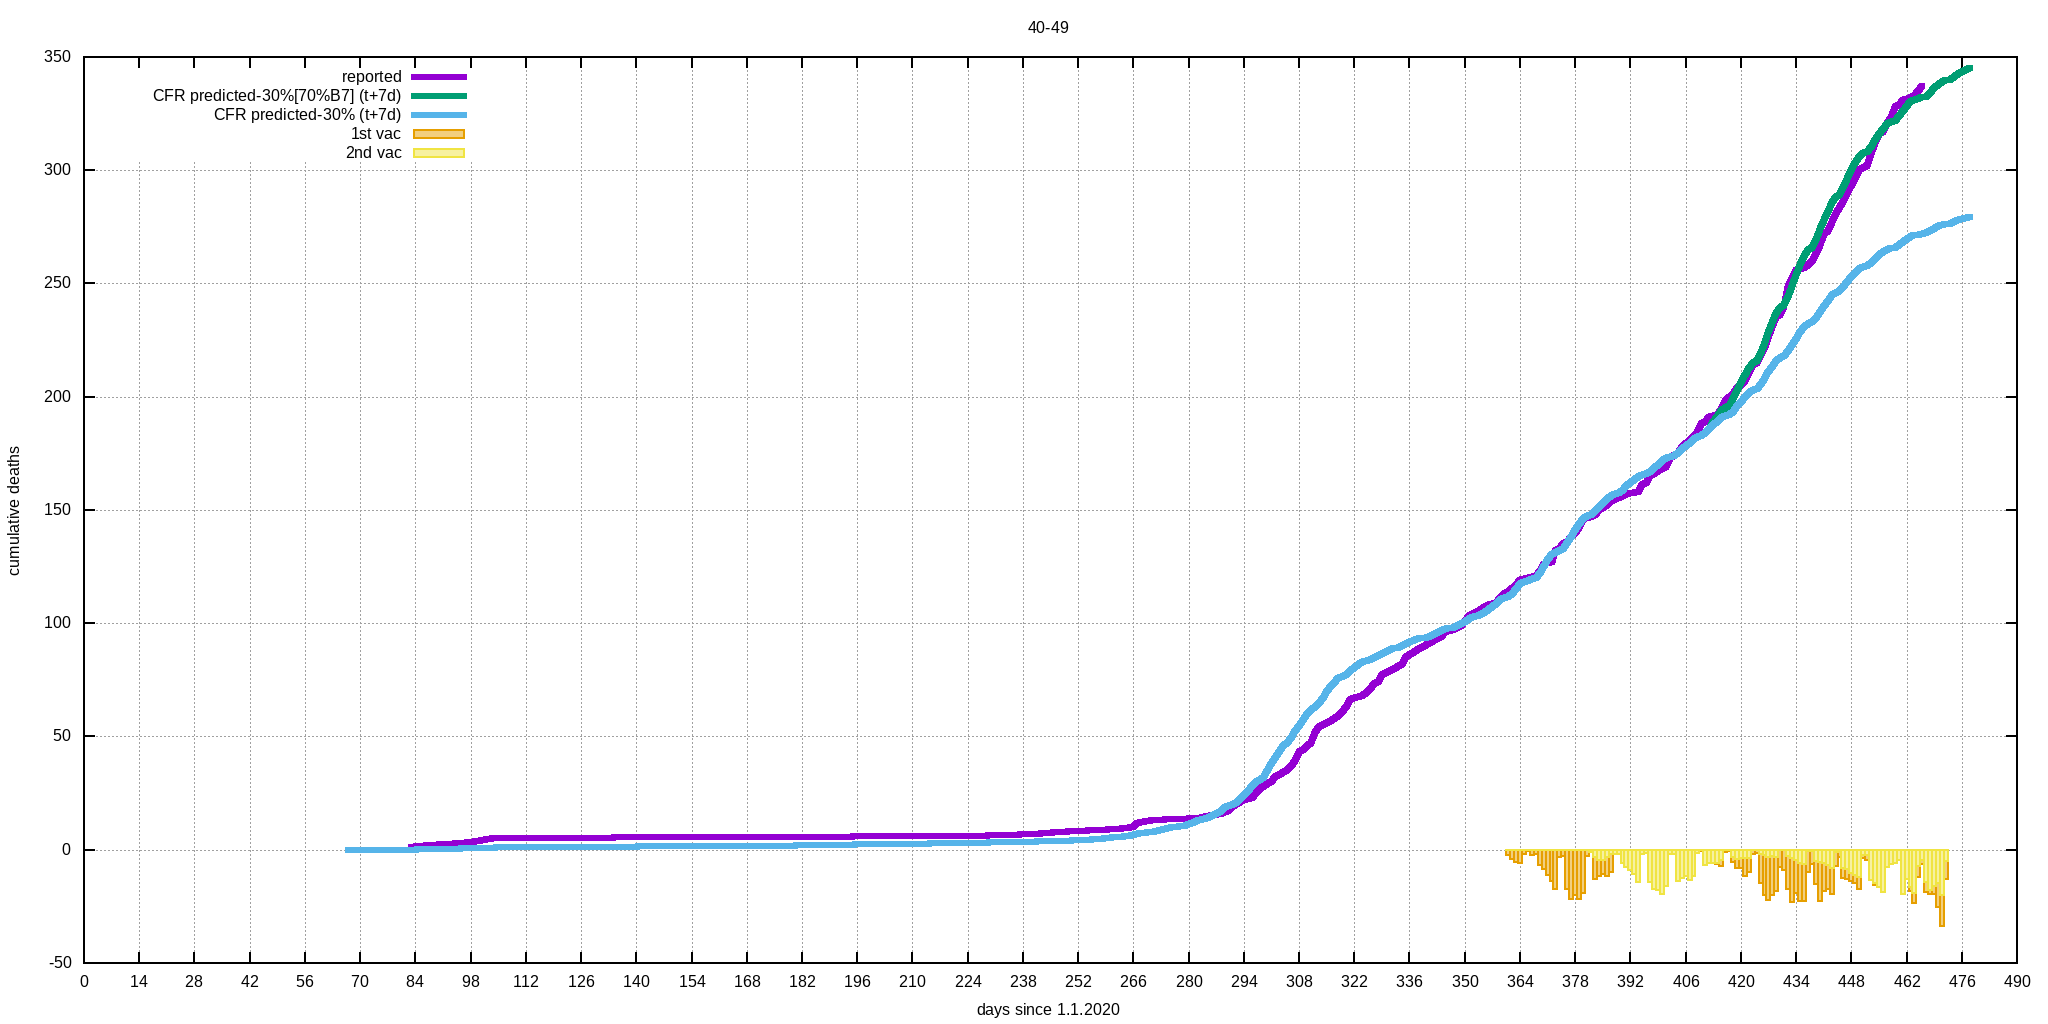 40-49
350
300
250
200
150
100
50
0
-50
cumulative deaths
reported
CFR predicted-30%[70%B7] (t+7d)
CFR predicted-30% (t+7d)
1st vac
2nd vac
0 14 28 42 56 70 84 98 112 126 140 154 168 182 196 210 224 238 252 266 280 294 308 322 336 350 364 378 392 406 420 434 448 462 476 490
days since 1.1.2020